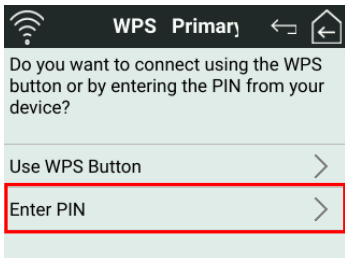 WPS Primary
Do you want to connect using the WPS
button or by entering the PIN from your
device?
Use WPS Button
Enter PIN